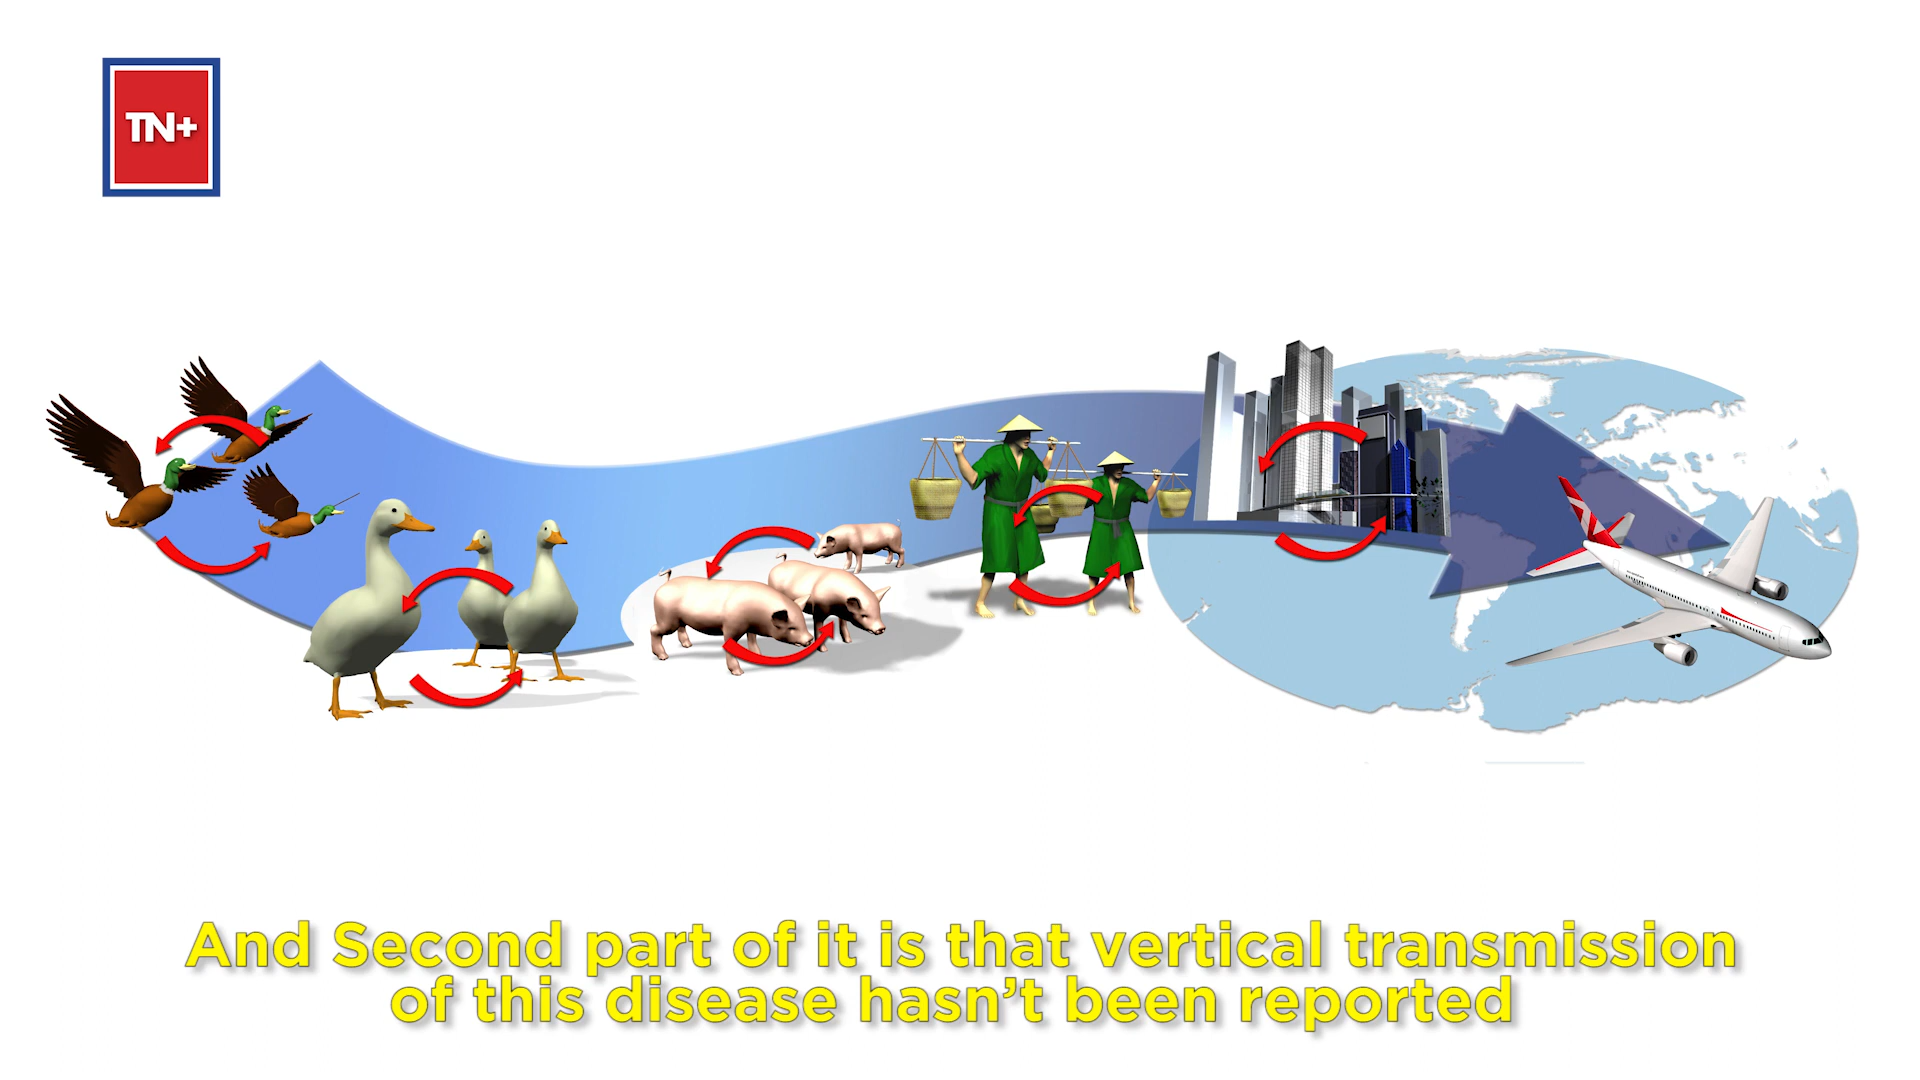 TN+
And Second part of it is that vertical transmission
of this disease hasn't been reported